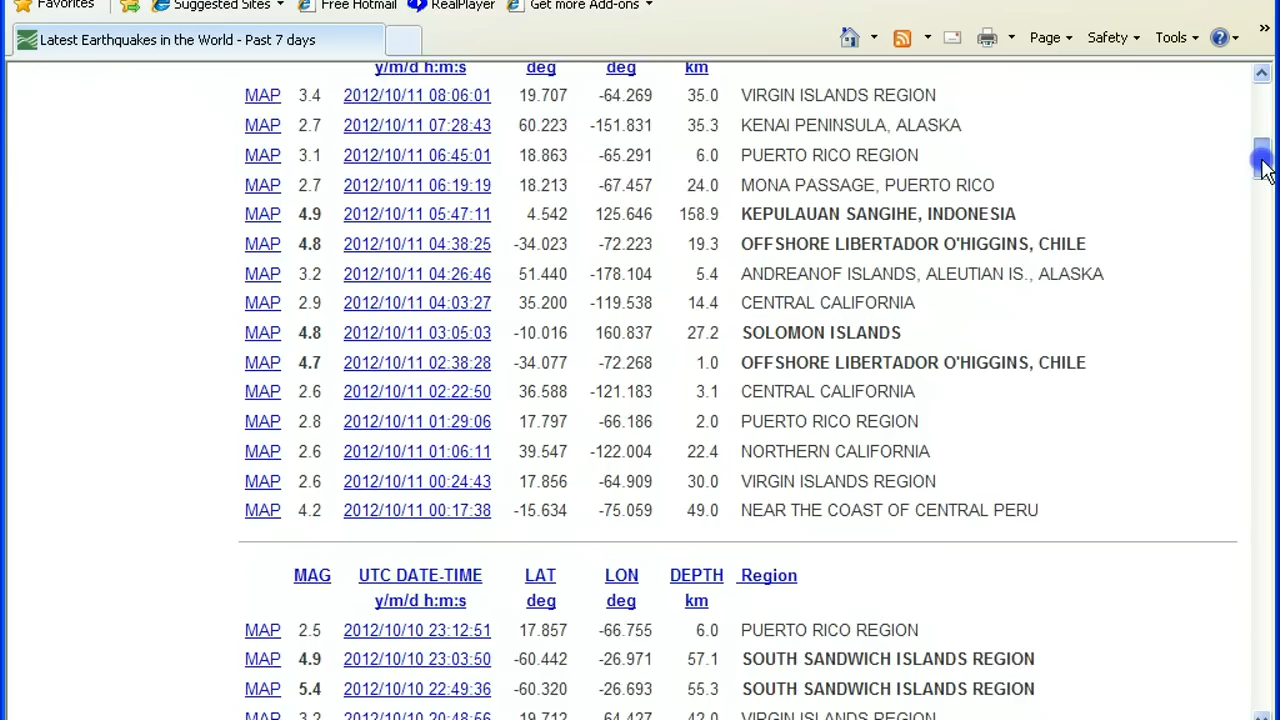 Favorites Suggested Sites Free Hotmail RealPlayer Get more Add-ons
Latest Earthquakes in the World - Past 7 days Page Safety Tools
y/m/d h:m:s deg deg km
MAP 3.4 2012/10/11 08:06:01 19.707 -64.269 35.0 VIRGIN ISLANDS REGION
MAP 2.7 2012/10/11 07:28:43 60.223 -151.831 35.3 KENAI PENINSULA, ALASKA
MAP 3.1 2012/10/11 06:45:01 18.863 -65.291 6.0 PUERTO RICO REGION
MAP 2.7 2012/10/11 06:19:19 18.213 -67.457 24.0 MONA PASSAGE, PUERTO RICO
MAP 4.9 2012/10/11 05:47:11 4.542 125.646 158.9 KEPULAUAN SANGIHE, INDONESIA
MAP 4.8 2012/10/11 04:38:25 -34.023 -72.223 19.3 OFFSHORE LIBERTADOR O'HIGGINS, CHILE
MAP 3.2 2012/10/11 04:26:46 51.440 -178.104 5.4 ANDREANOF ISLANDS, ALEUTIAN IS., ALASKA
MAP 2.9 2012/10/11 04:03:27 35.200 -119.538 14.4 CENTRAL CALIFORNIA
MAP 4.8 2012/10/11 03:05:03 -10.016 160.837 27.2 SOLOMON ISLANDS
MAP 4.7 2012/10/11 02:38:28 -34.077 -72.268 1.0 OFFSHORE LIBERTADOR O'HIGGINS, CHILE
MAP 2.6 2012/10/11 02:22:50 36.588 -121.183 3.1 CENTRAL CALIFORNIA
MAP 2.8 2012/10/11 01:29:06 17.797 -66.186 2.0 PUERTO RICO REGION
MAP 2.6 2012/10/11 01:06:11 39.547 -122.004 22.4 NORTHERN CALIFORNIA
MAP 2.6 2012/10/11 00:24:43 17.856 -64.909 30.0 VIRGIN ISLANDS REGION
MAP 4.2 2012/10/11 00:17:38 -15.634 -75.059 49.0 NEAR THE COAST OF CENTRAL PERU
MAG UTC DATE-TIME LAT LON DEPTH Region
y/m/d h:m:s deg deg km
MAP 2.5 2012/10/10 23:12:51 17.857 -66.755 6.0 PUERTO RICO REGION
MAP 4.9 2012/10/10 23:03:50 -60.442 -26.971 57.1 SOUTH SANDWICH ISLANDS REGION
MAP 5.4 2012/10/10 22:49:36 -60.320 -26.693 55.3 SOUTH SANDWICH ISLANDS REGION
MAP 3.2 2012/10/10 20:48:56 19.712 -64.427 42.0 VIRGIN ISLANDS REGION